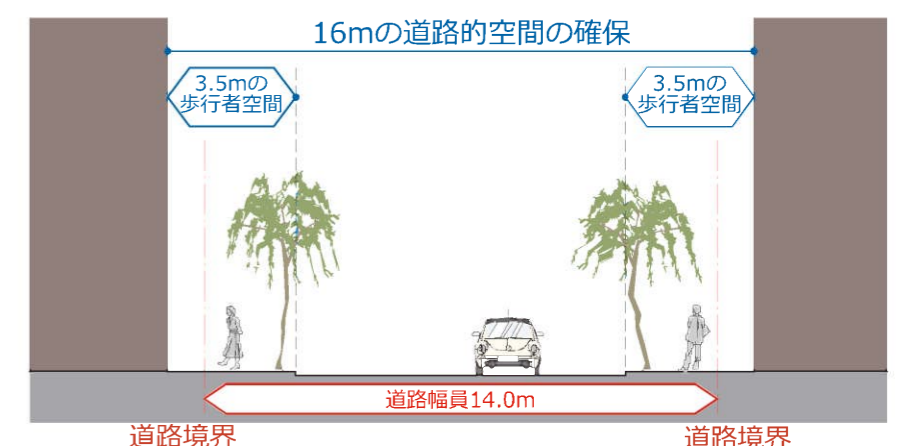 16mの道路的空間の確保
3.5mの
歩行者空間
3.5mの
歩行者空間
道路幅員14.0m
道路境界
道路境界